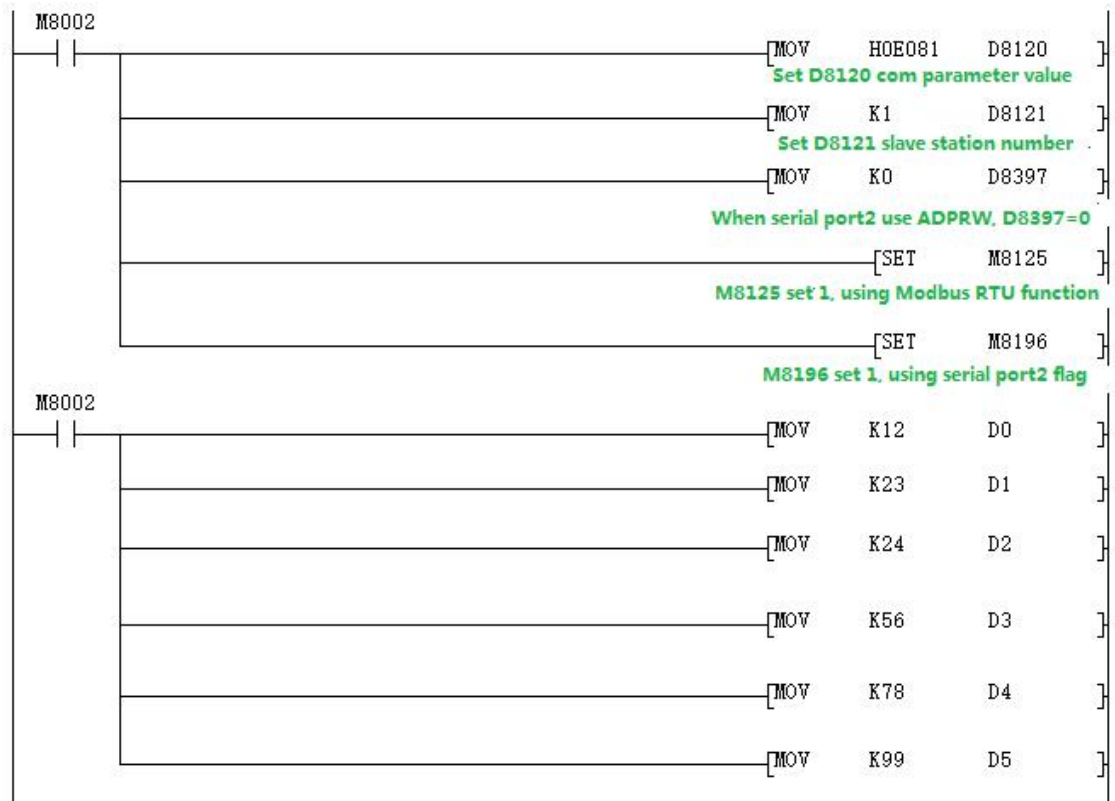 M8002
MOV H0E081 D8120
Set D8120 com parameter value
MOV K1 D8121
Set D8121 slave station number
MOV K0 D8397
When serial port2 use ADPRW, D8397=0
SET M8125
M8125 set 1, using Modbus RTU function
SET M8196
M8196 set 1, using serial port2 flag
M8002
MOV K12 D0
MOV K23 D1
MOV K24 D2
MOV K56 D3
MOV K78 D4
MOV K99 D5